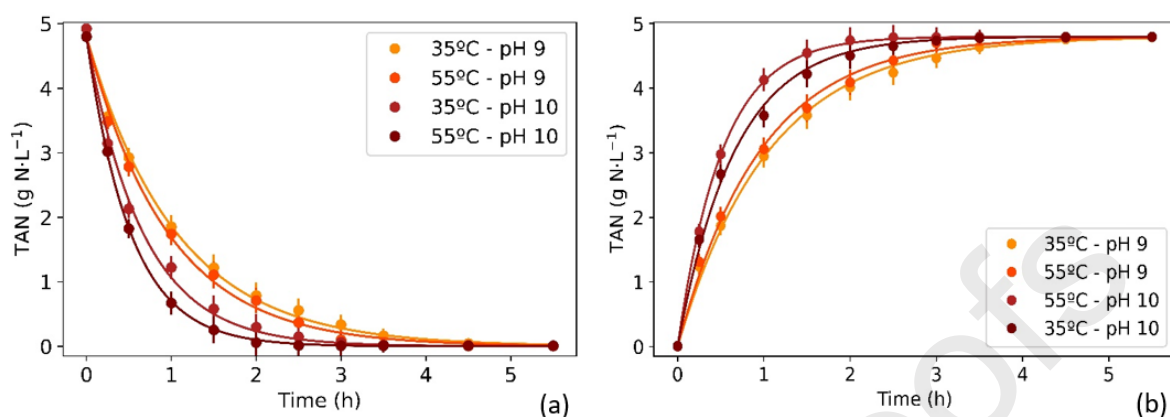 TAN (g N·L⁻¹)
5
4
3
2
1
0
35ºC - pH 9
55ºC - pH 9
35ºC - pH 10
55ºC - pH 10
0 1 2 3 4 5
Time (h)
(a)
TAN (g N·L⁻¹)
5
4
3
2
1
0
35ºC - pH 9
55ºC - pH 9
55ºC - pH 10
35ºC - pH 10
0 1 2 3 4 5
Time (h)
(b)